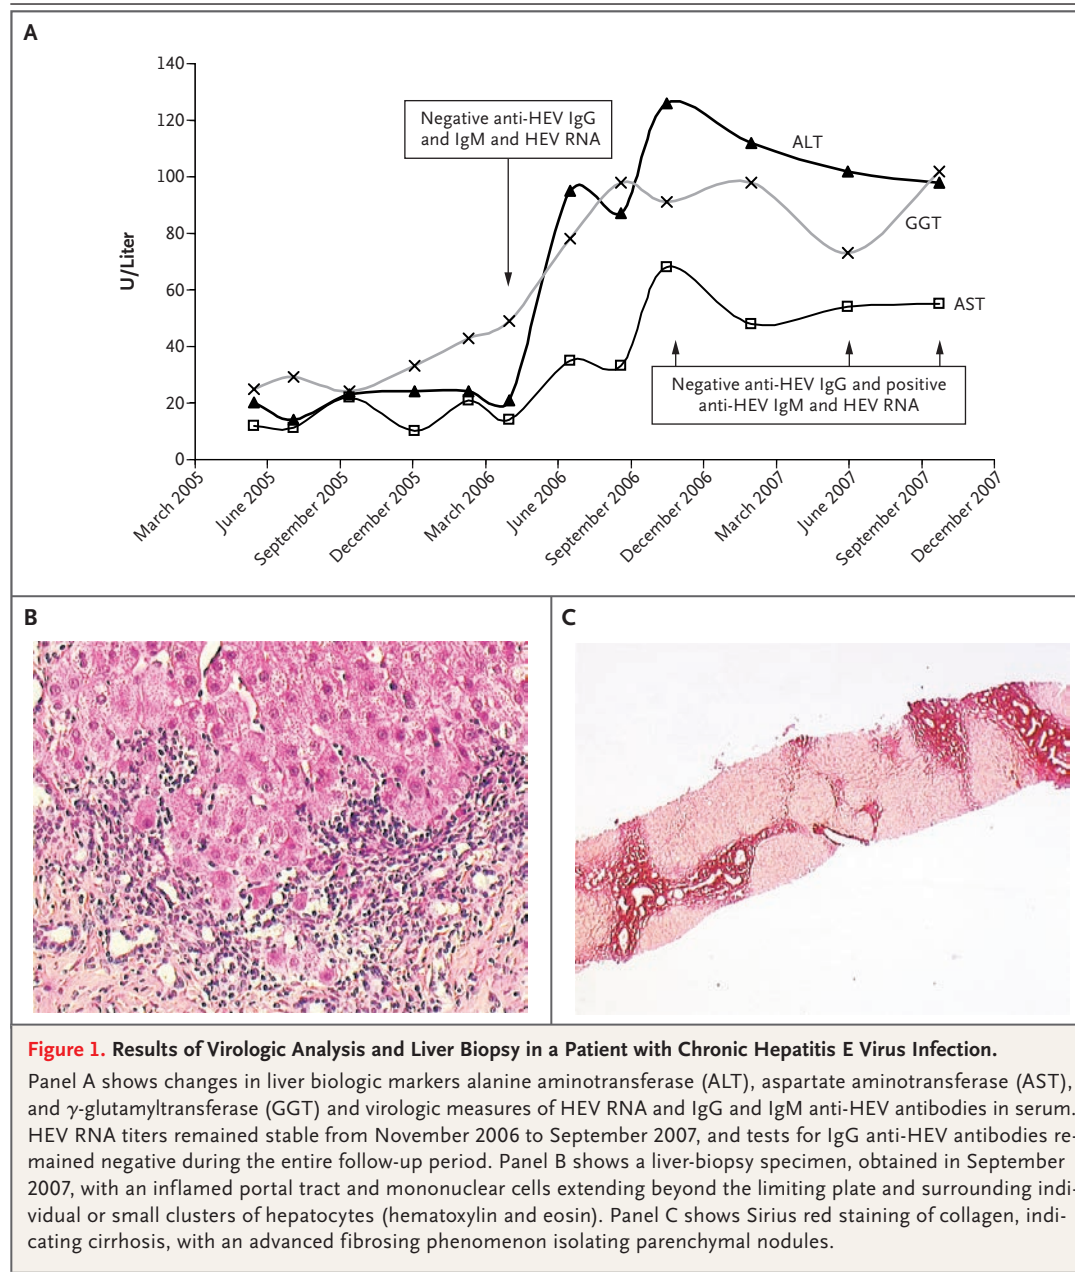 A
140
120
100
80
60
40
20
0
U/Liter
Negative anti-HEV IgG
and IgM and HEV RNA
ALT
GGT
AST
Negative anti-HEV IgG and positive
anti-HEV IgM and HEV RNA
March 2005
June 2005
September 2005
December 2005
March 2006
June 2006
September 2006
December 2006
March 2007
June 2007
September 2007
December 2007
B
C
Figure 1. Results of Virologic Analysis and Liver Biopsy in a Patient with Chronic Hepatitis E Virus Infection.
Panel A shows changes in liver biologic markers alanine aminotransferase (ALT), aspartate aminotransferase (AST),
and γ-glutamyltransferase (GGT) and virologic measures of HEV RNA and IgG and IgM anti-HEV antibodies in serum.
HEV RNA titers remained stable from November 2006 to September 2007, and tests for IgG anti-HEV antibodies re-
mained negative during the entire follow-up period. Panel B shows a liver-biopsy specimen, obtained in September
2007, with an inflamed portal tract and mononuclear cells extending beyond the limiting plate and surrounding indi-
vidual or small clusters of hepatocytes (hematoxylin and eosin). Panel C shows Sirius red staining of collagen, indi-
cating cirrhosis, with an advanced fibrosing phenomenon isolating parenchymal nodules.